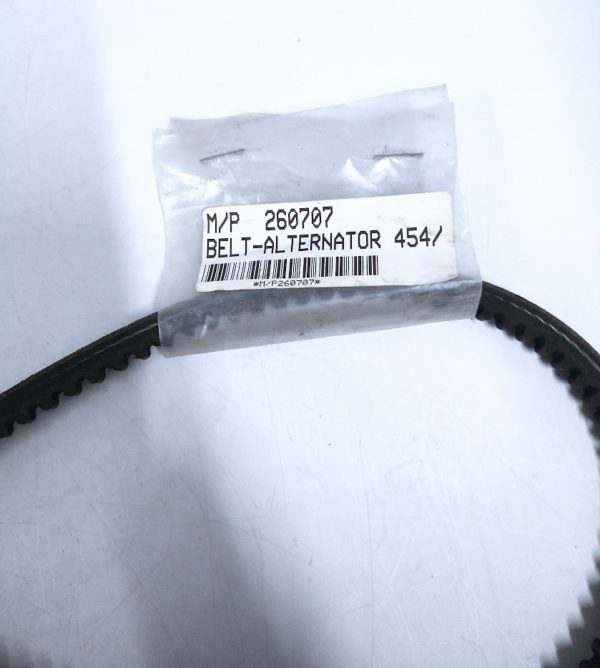 M/P 260707
BELT-ALTERNATOR 454/
*M/P260707*